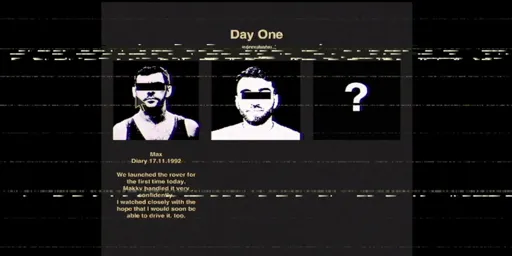 Day One
?
Max
Diary 17.11.1992
We launched the rover for
the first time today.
Makkv handled it very
confidently.
I watched closely with the
hope that I would soon be
able to drive it, too.